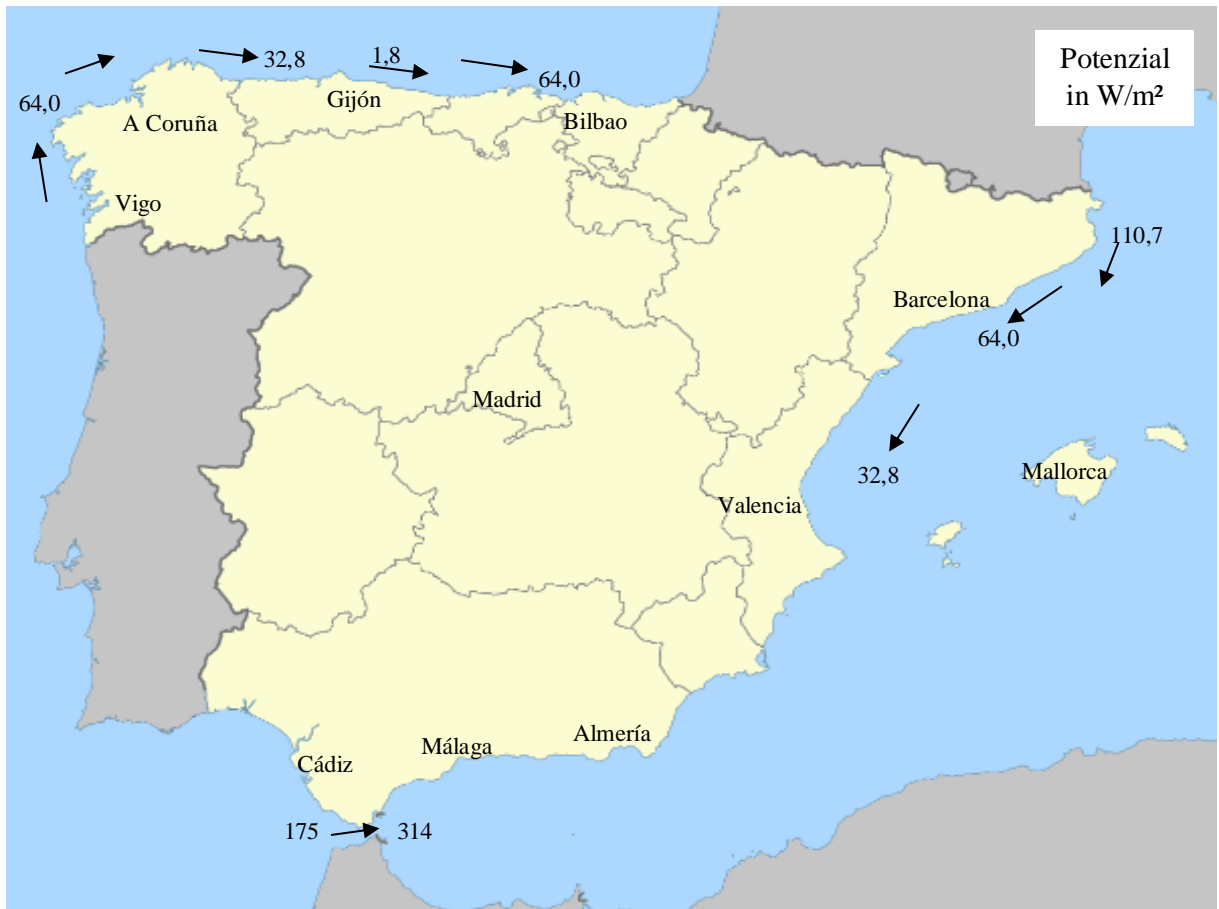 32,8
1,8
64,0
Potenzial
in W/m²
64,0
Gijón
A Coruña
Bilbao
Vigo
110,7
Barcelona
64,0
Madrid
32,8
Mallorca
Valencia
Almería
Málaga
Cádiz
175
314